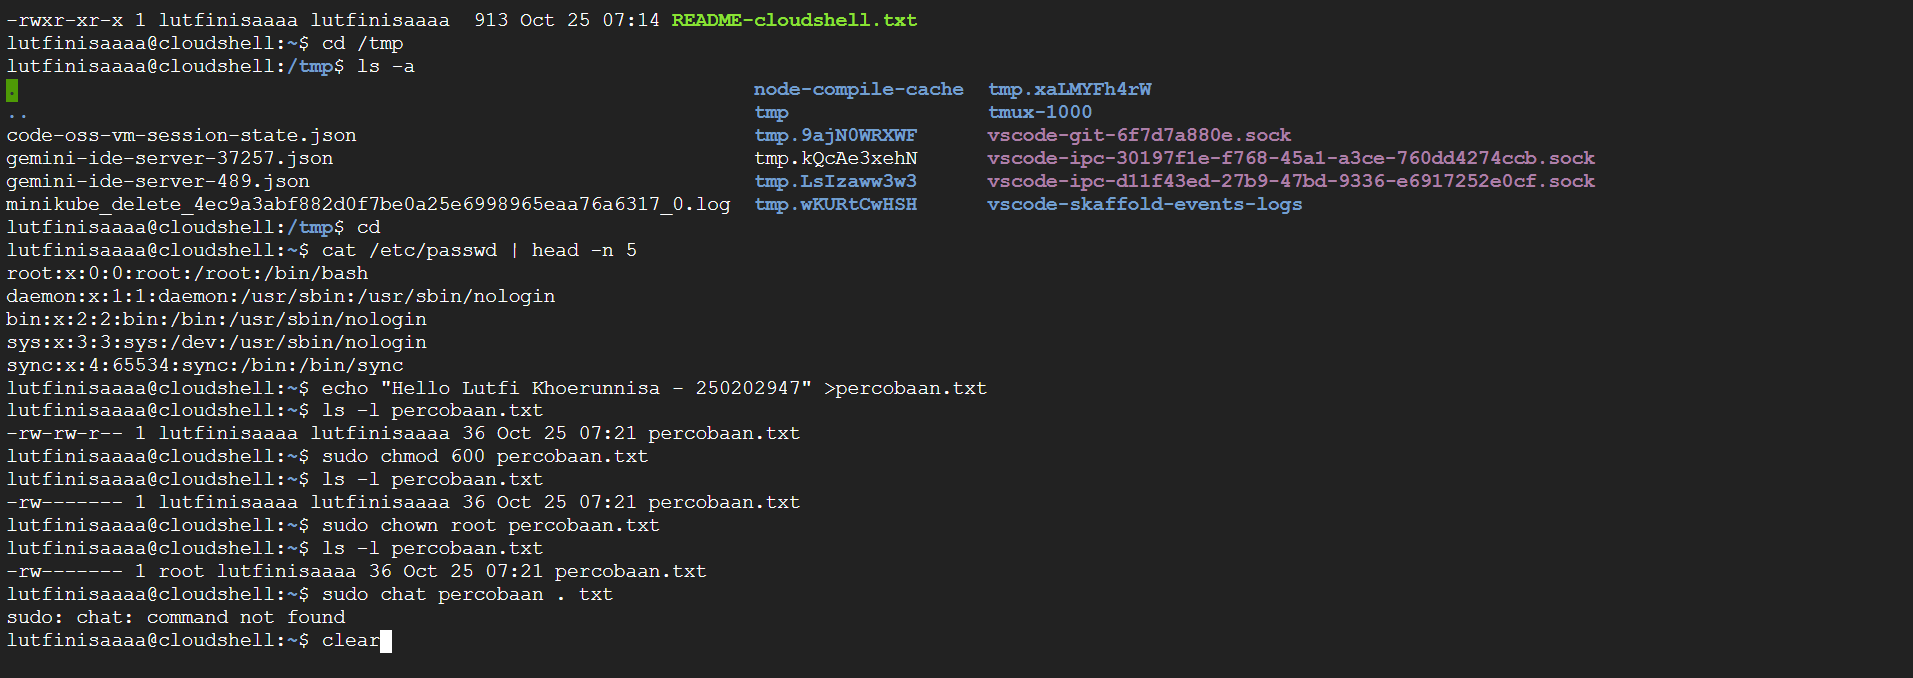 -rwxr-xr-x 1 lutfinisaaaa lutfinisaaaa  913 Oct 25 07:14 README-cloudshell.txt
lutfinisaaaa@cloudshell:~$ cd /tmp
lutfinisaaaa@cloudshell:/tmp$ ls -a
.                                                               node-compile-cache  tmp.xaLMYFh4rW
..                                                              tmp                 tmux-1000
code-oss-vm-session-state.json                                  tmp.9ajN0WRXWF      vscode-git-6f7d7a880e.sock
gemini-ide-server-37257.json                                    tmp.kQcAe3xehN      vscode-ipc-30197f1e-f768-45a1-a3ce-760dd4274ccb.sock
gemini-ide-server-489.json                                      tmp.LsIzaww3w3      vscode-ipc-d11f43ed-27b9-47bd-9336-e6917252e0cf.sock
minikube_delete_4ec9a3abf882d0f7be0a25e6998965eaa76a6317_0.log  tmp.wKURtCwHSH      vscode-skaffold-events-logs
lutfinisaaaa@cloudshell:/tmp$ cd
lutfinisaaaa@cloudshell:~$ cat /etc/passwd | head -n 5
root:x:0:0:root:/root:/bin/bash
daemon:x:1:1:daemon:/usr/sbin:/usr/sbin/nologin
bin:x:2:2:bin:/bin:/usr/sbin/nologin
sys:x:3:3:sys:/dev:/usr/sbin/nologin
sync:x:4:65534:sync:/bin:/bin/sync
lutfinisaaaa@cloudshell:~$ echo "Hello Lutfi Khoerunnisa - 250202947" >percobaan.txt
lutfinisaaaa@cloudshell:~$ ls -l percobaan.txt
-rw-rw-r-- 1 lutfinisaaaa lutfinisaaaa 36 Oct 25 07:21 percobaan.txt
lutfinisaaaa@cloudshell:~$ sudo chmod 600 percobaan.txt
lutfinisaaaa@cloudshell:~$ ls -l percobaan.txt
-rw------- 1 lutfinisaaaa lutfinisaaaa 36 Oct 25 07:21 percobaan.txt
lutfinisaaaa@cloudshell:~$ sudo chown root percobaan.txt
lutfinisaaaa@cloudshell:~$ ls -l percobaan.txt
-rw------- 1 root lutfinisaaaa 36 Oct 25 07:21 percobaan.txt
lutfinisaaaa@cloudshell:~$ sudo chat percobaan . txt
sudo: chat: command not found
lutfinisaaaa@cloudshell:~$ clear